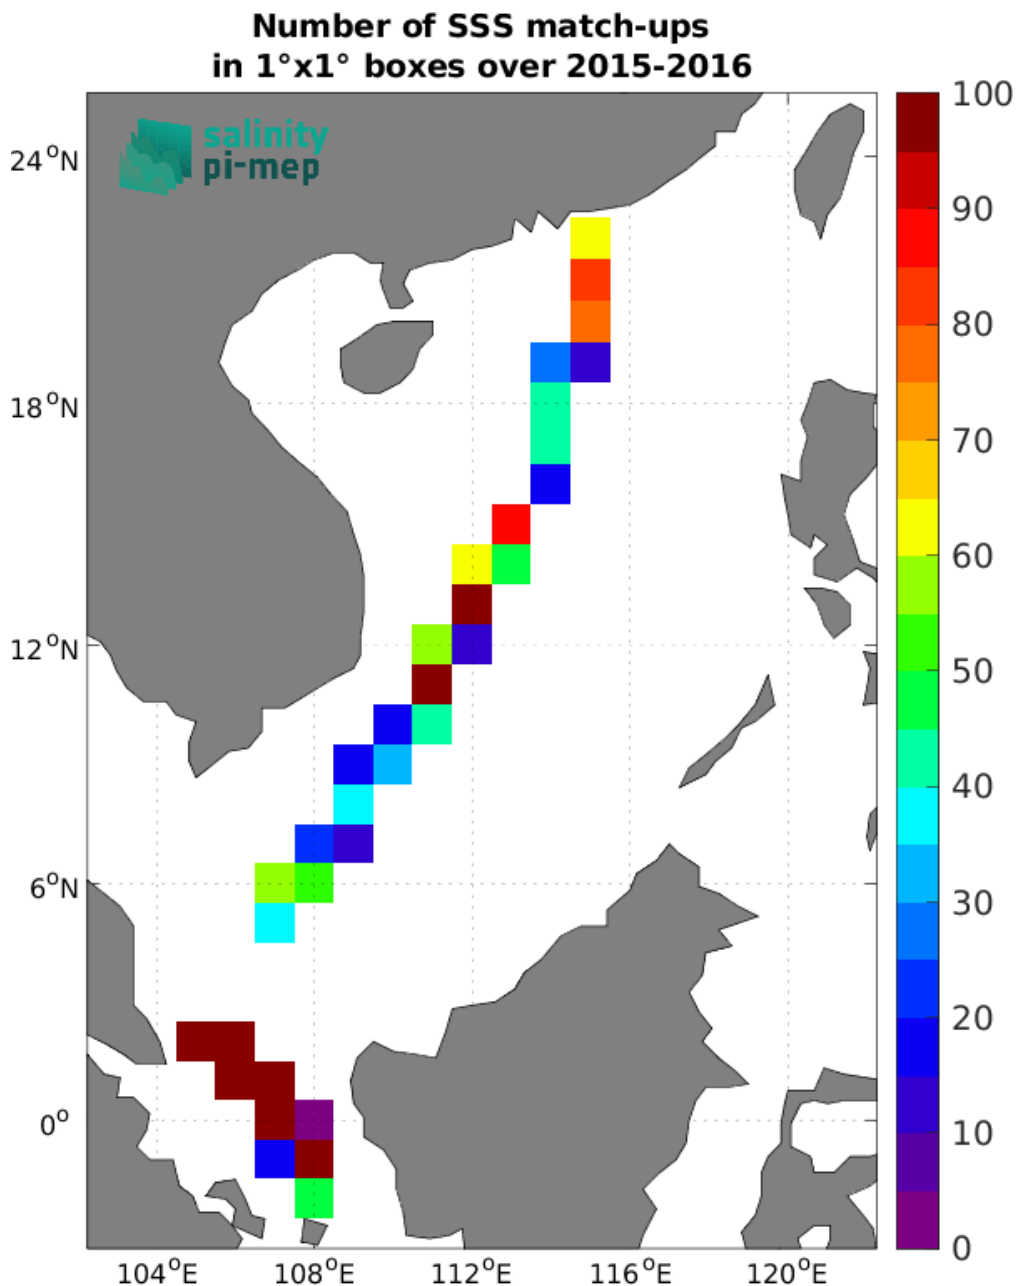 Number of SSS match-ups
in 1°x1° boxes over 2015-2016
salinity
pi-mep
24°N
18°N
12°N
6°N
0°
104°E 108°E 112°E 116°E 120°E
100
90
80
70
60
50
40
30
20
10
0